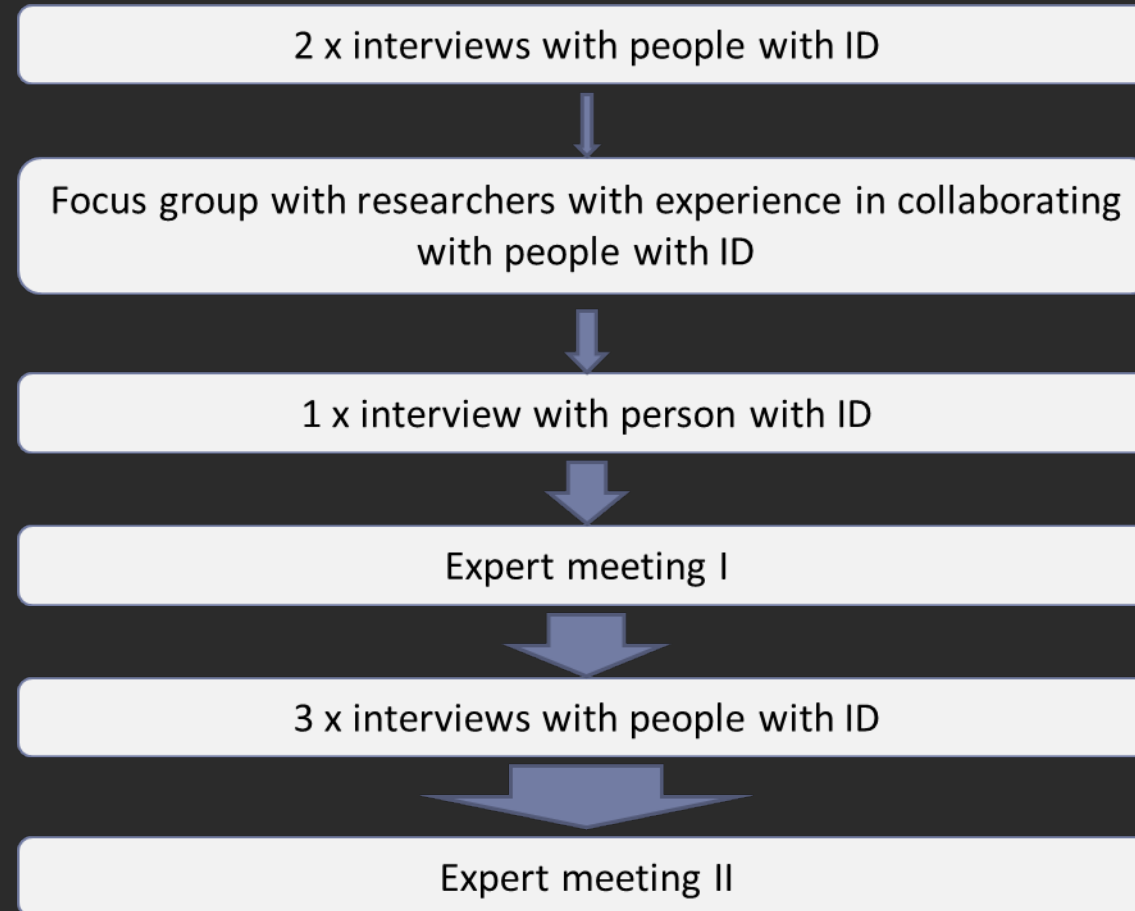 2 x interviews with people with ID
Focus group with researchers with experience in collaborating
with people with ID
1 x interview with person with ID
Expert meeting I
3 x interviews with people with ID
Expert meeting II